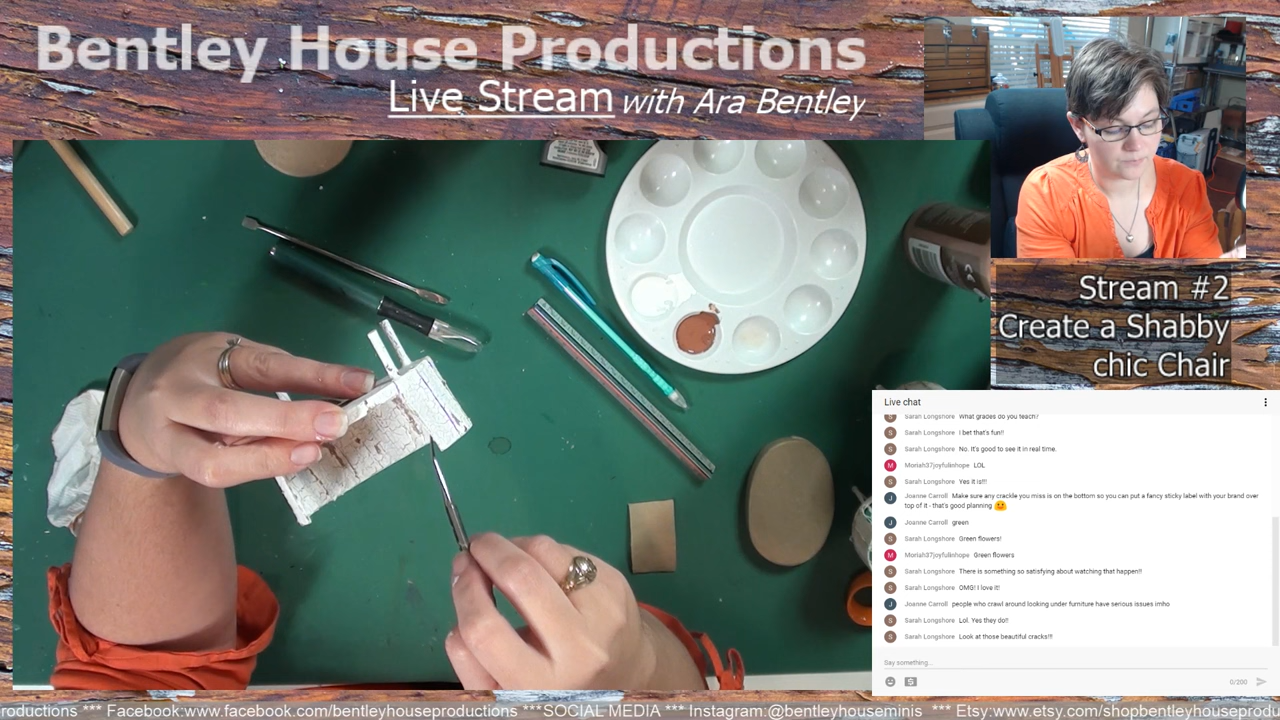 Bentley House Productions
Live Stream with Ara Bentley
Stream #2
Create a Shabby
chic Chair
Live chat
Sarah Longshore What grades do you teach?
S Sarah Longshore I bet that's fun!!
S Sarah Longshore No. It's good to see it in real time.
M Moriah37joyfulinhope LOL
S Sarah Longshore Yes it is!!!
J Joanne Carroll Make sure any crackle you miss is on the bottom so you can put a fancy sticky label with your brand over
top of it - that's good planning
J Joanne Carroll green
S Sarah Longshore Green flowers!
M Moriah37joyfulinhope Green flowers
S Sarah Longshore There is something so satisfying about watching that happen!!
S Sarah Longshore OMG! I love it!
J Joanne Carroll people who crawl around looking under furniture have serious issues imho
S Sarah Longshore Lol. Yes they do!!
S Sarah Longshore Look at those beautiful cracks!!!
Say something...
0/200
roductions *** Facebook:www.facebook.com/bentleyhouseproductions ***SOCIAL MEDIA *** Instagram:@bentleyhouseminis *** Etsy:www.etsy.com/shopbentleyhouseprodu